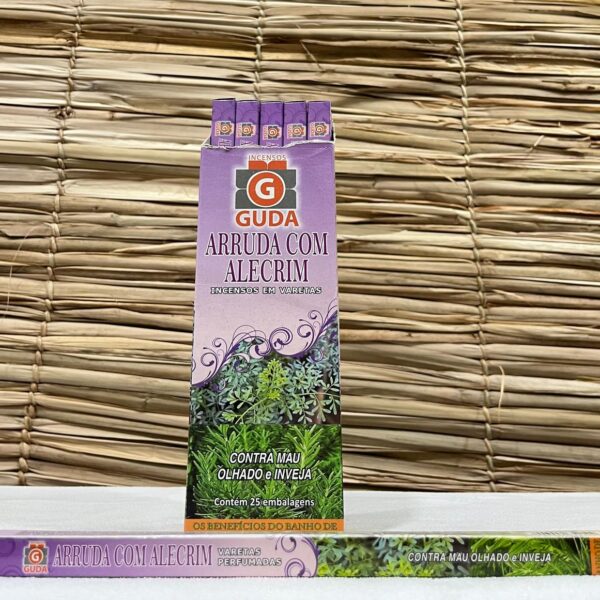 INCENSOS
G
GUDA
ARRUDA COM
ALECRIM
INCENSOS EM VARETAS
CONTRA MAU
OLHADO e INVEJA
Contém 25 embalagens
OS BENEFÍCIOS DO BANHO DE
G
GUDA
ARRUDA COM ALECRIM
VARETAS
PERFUMADAS
CONTRA MAU OLHADO e INVEJA